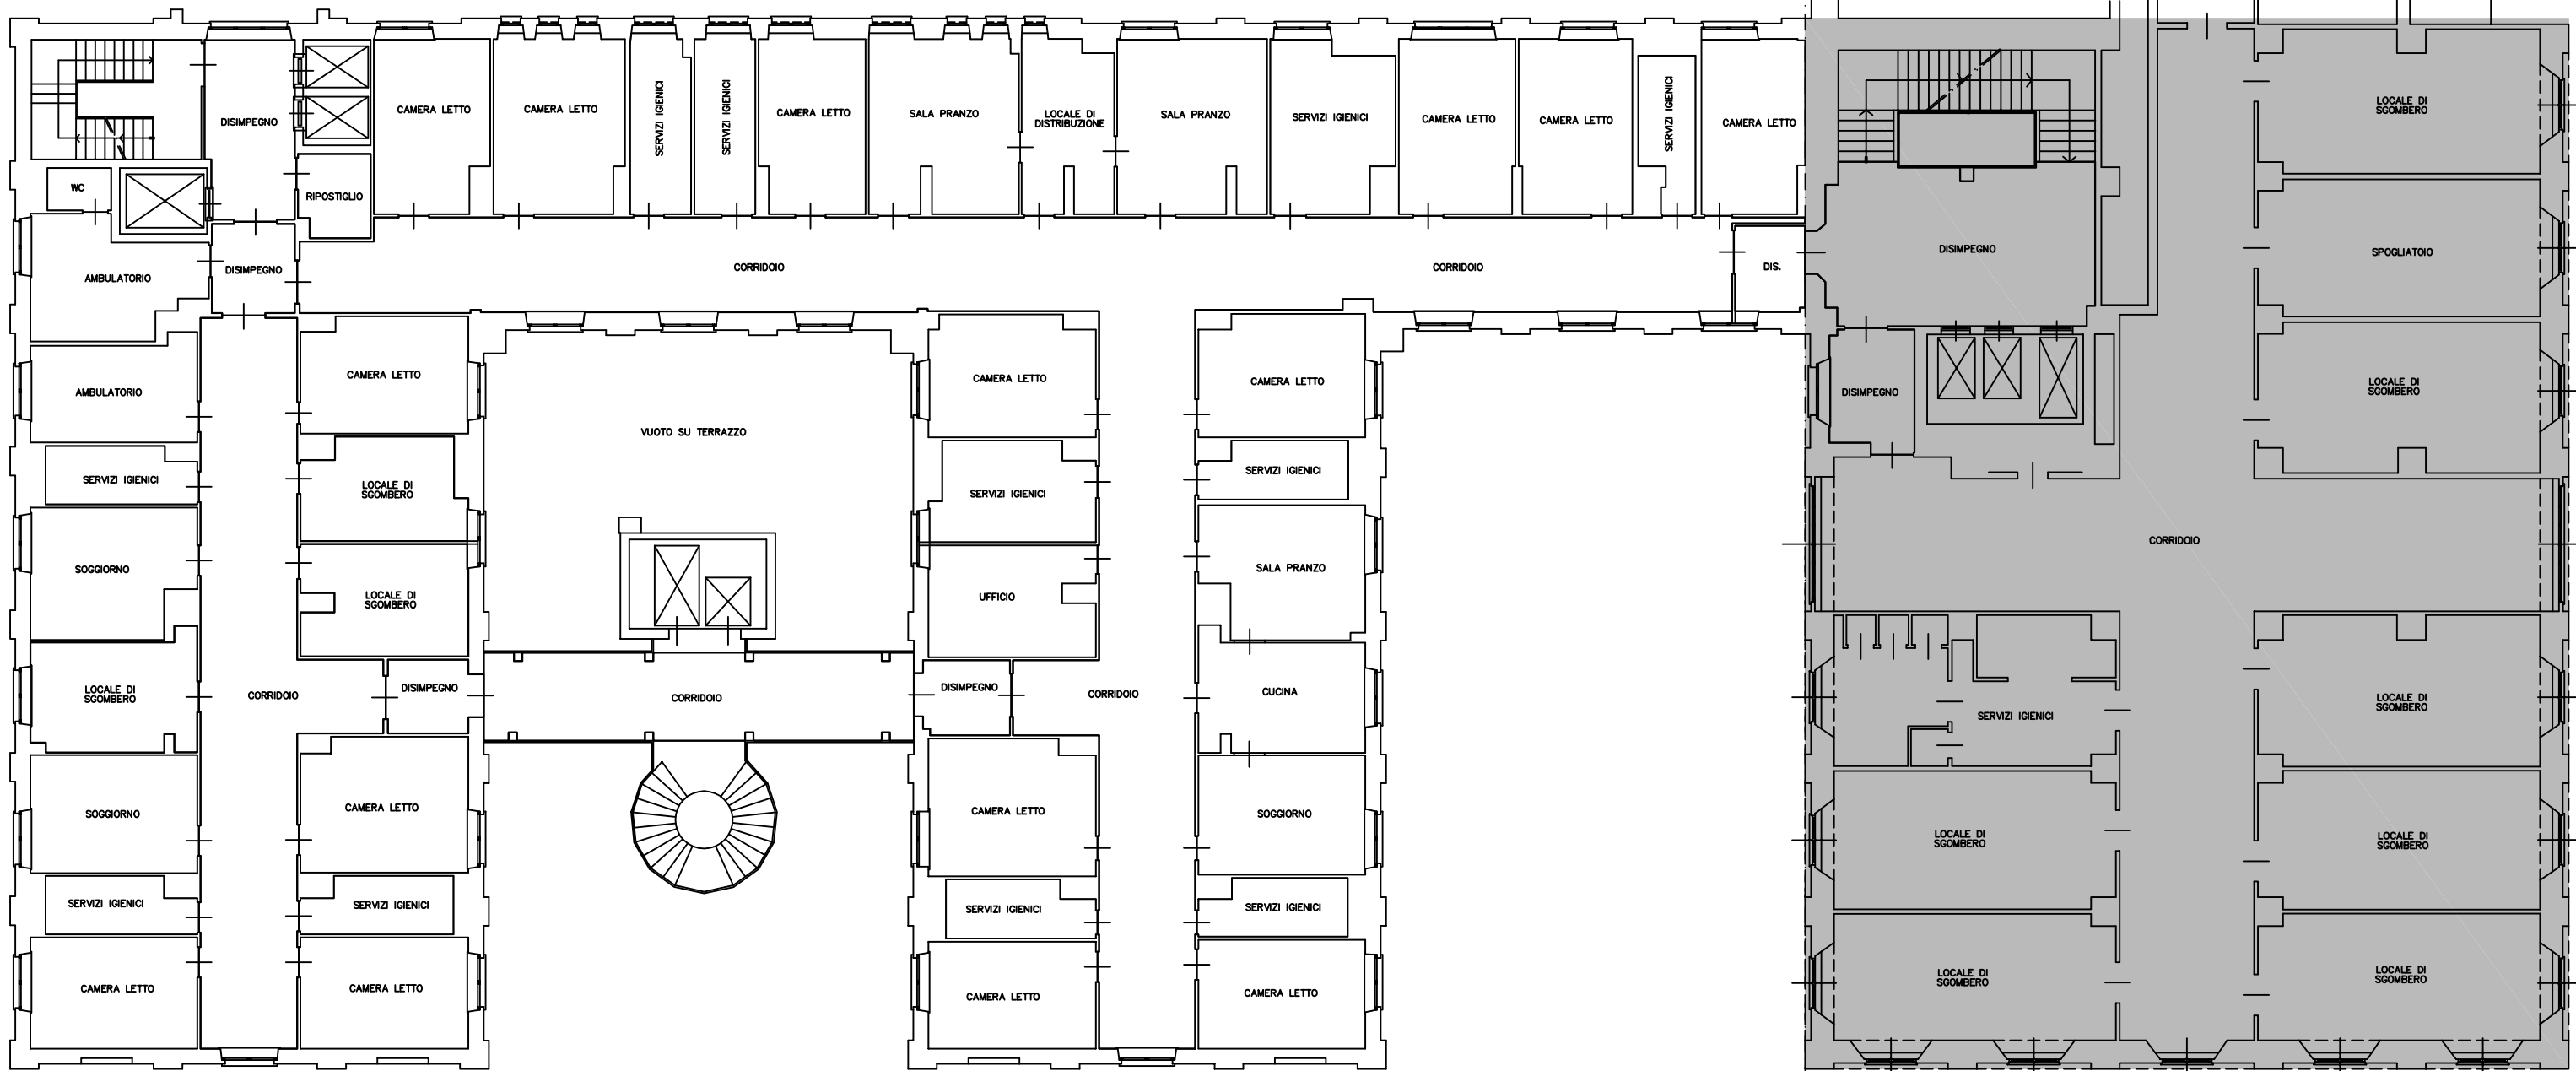 CAMERA LETTO
CAMERA LETTO
SERVIZI IGIENICI
SERVIZI IGIENICI
CAMERA LETTO
SALA PRANZO
LOCALE DI
DISTRIBUZIONE
SALA PRANZO
SERVIZI IGIENICI
CAMERA LETTO
CAMERA LETTO
SERVIZI IGIENICI
CAMERA LETTO
LOCALE DI
SGOMBERO
DISIMPEGNO
WC
RIPOSTIGLIO
AMBULATORIO
DISIMPEGNO
CORRIDOIO
CORRIDOIO
DIS.
DISIMPEGNO
SPOGLIATOIO
AMBULATORIO
CAMERA LETTO
VUOTO SU TERRAZZO
CAMERA LETTO
CAMERA LETTO
DISIMPEGNO
LOCALE DI
SGOMBERO
SERVIZI IGIENICI
LOCALE DI
SGOMBERO
SERVIZI IGIENICI
SERVIZI IGIENICI
CORRIDOIO
SOGGIORNO
LOCALE DI
SGOMBERO
UFFICIO
SALA PRANZO
LOCALE DI
SGOMBERO
CORRIDOIO
DISIMPEGNO
CORRIDOIO
DISIMPEGNO
CORRIDOIO
CUCINA
SERVIZI IGIENICI
LOCALE DI
SGOMBERO
SOGGIORNO
CAMERA LETTO
CAMERA LETTO
SOGGIORNO
LOCALE DI
SGOMBERO
LOCALE DI
SGOMBERO
SERVIZI IGIENICI
SERVIZI IGIENICI
SERVIZI IGIENICI
SERVIZI IGIENICI
CAMERA LETTO
CAMERA LETTO
CAMERA LETTO
CAMERA LETTO
LOCALE DI
SGOMBERO
LOCALE DI
SGOMBERO